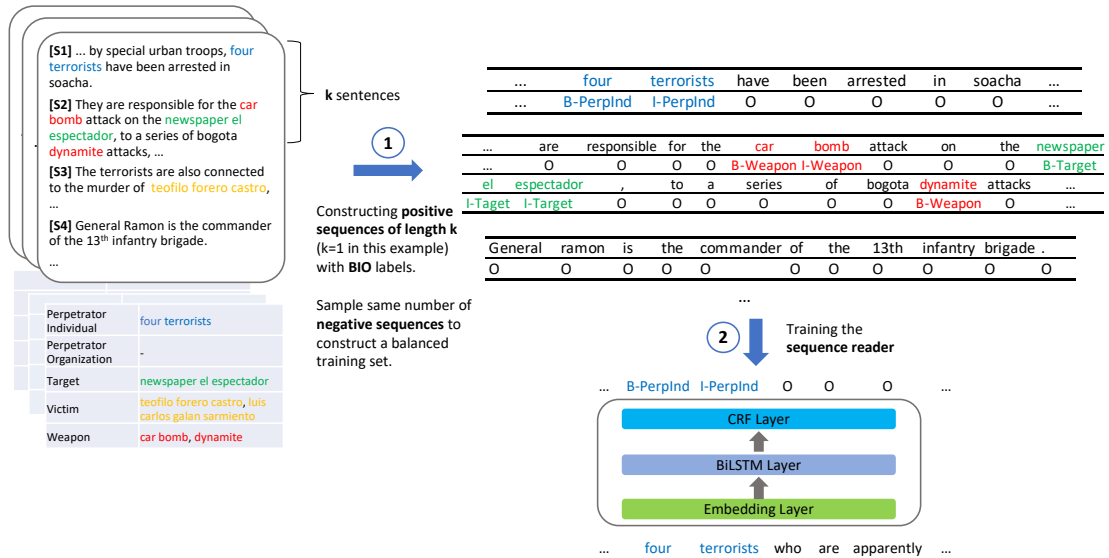 [S1] ... by special urban troops, four
terrorists have been arrested in
soacha.
[S2] They are responsible for the car
bomb attack on the newspaper el
espectador, to a series of bogota
dynamite attacks, ...
[S3] The terrorists are also connected
to the murder of teofilo forero castro,
...
[S4] General Ramon is the commander
of the 13th infantry brigade.
...
k sentences
Perpetrator
Individual
four terrorists
Perpetrator
Organization
-
Target
newspaper el espectador
Victim
teofilo forero castro, luis
carlos galan sarmiento
Weapon
car bomb, dynamite
1
Constructing positive
sequences of length k
(k=1 in this example)
with BIO labels.
Sample same number of
negative sequences to
construct a balanced
training set.
... four terrorists have been arrested in soacha ...
... B-PerpInd I-PerpInd O O O O O ...
... are responsible for the car bomb attack on the newspaper
... O O O O B-Weapon I-Weapon O O O B-Target
el espectador , to a series of bogota dynamite attacks ...
I-Taget I-Target O O O O O O B-Weapon O ...
General ramon is the commander of the 13th infantry brigade .
O O O O O O O O O O O
...
2
Training the
sequence reader
... B-PerpInd I-PerpInd O O O ...
CRF Layer
BiLSTM Layer
Embedding Layer
... four terrorists who are apparently ...